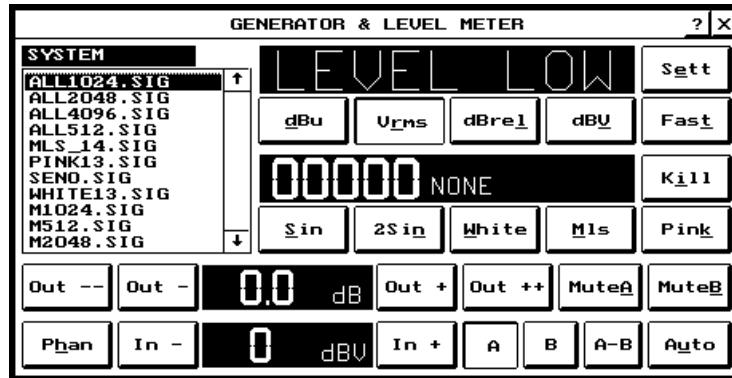 GENERATOR & LEVEL METER ? X
SYSTEM
ALL1024.SIG
ALL2048.SIG
ALL4096.SIG
ALL512.SIG
MLS_14.SIG
PINK13.SIG
SENO.SIG
WHITE13.SIG
M1024.SIG
M512.SIG
M2048.SIG
LEVEL LOW
Sett
dBu Vrms dBrel dBV Fast
00000 NONE
Kill
Sin 2Sin White Mls Pink
Out -- Out - 0.0 dB Out + Out ++ MuteA MuteB
Phan In - 0 dBV In + A B A-B Auto